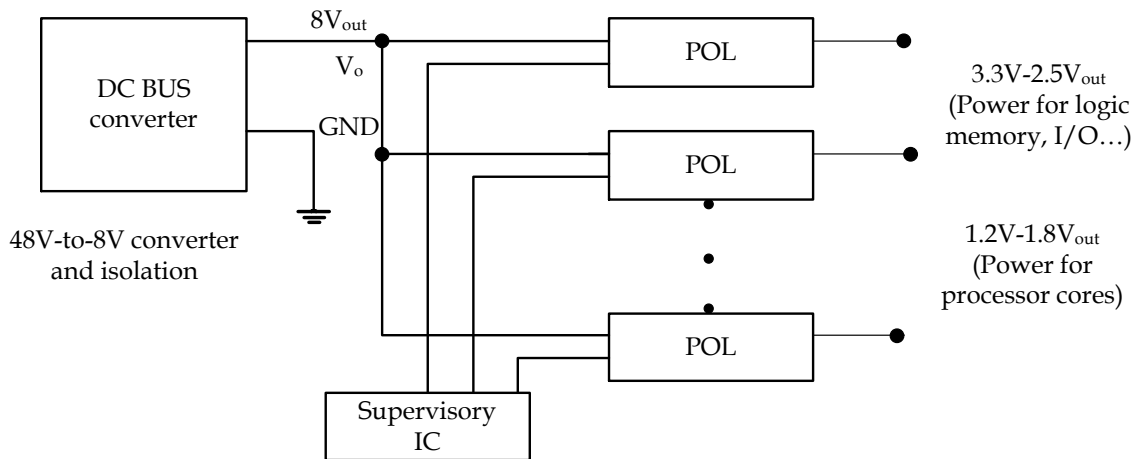 8Vout
Vo
DC BUS
converter
GND
48V-to-8V converter
and isolation
POL
POL
POL
3.3V-2.5Vout
(Power for logic
memory, I/O…)
1.2V-1.8Vout
(Power for
processor cores)
Supervisory
IC